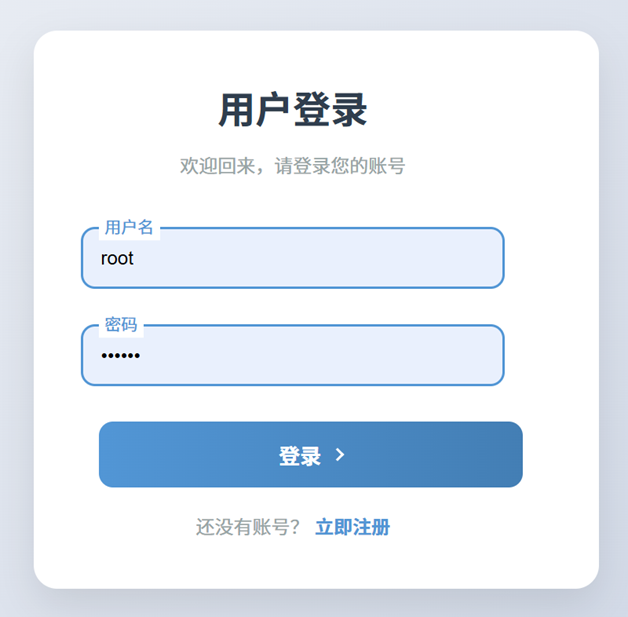 用户登录
欢迎回来，请登录您的账号
用户名
root
密码
••••••
登录 >
还没有账号？ 立即注册